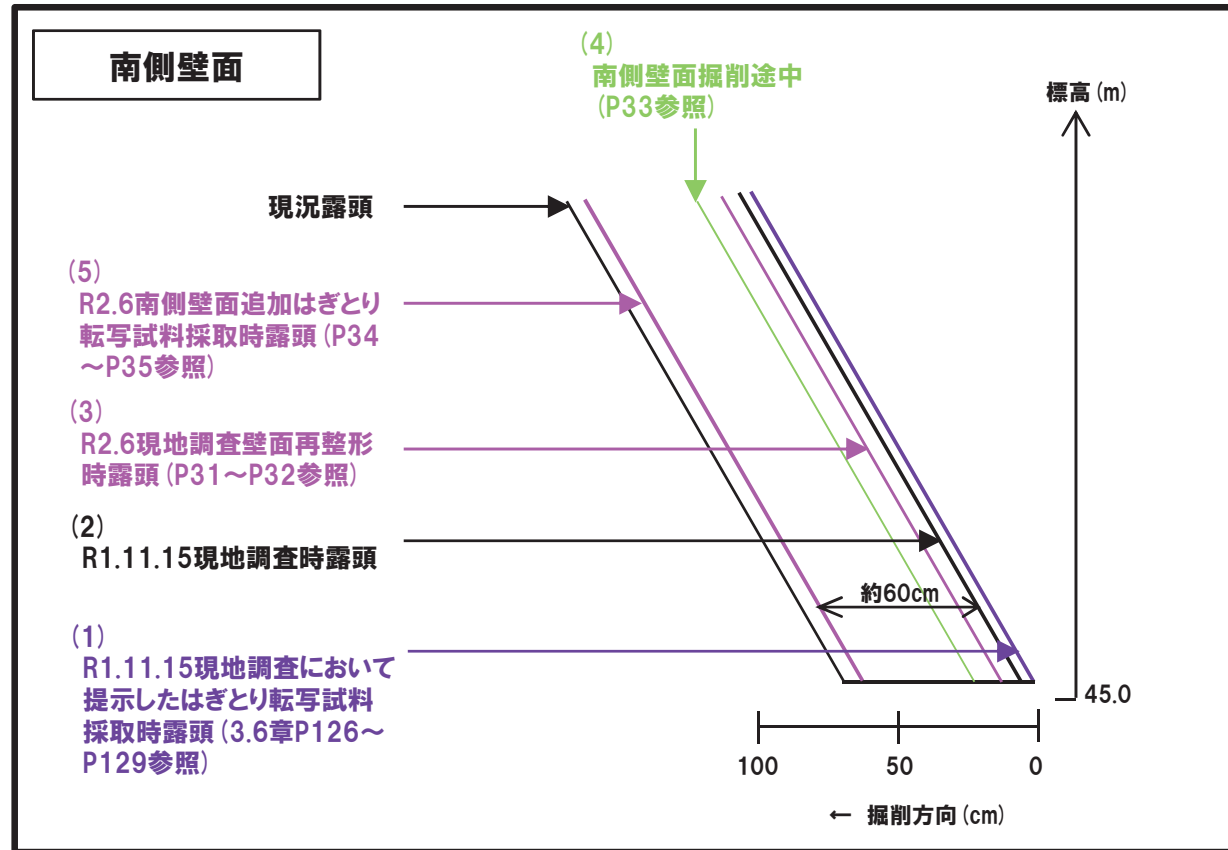 南側壁面
(4)
南側壁面掘削途中
(P33参照)
標高(m)
現況露頭
(5)
R2.6南側壁面追加はぎとり
転写試料採取時露頭(P34
～P35参照)
(3)
R2.6現地調査壁面再整形
時露頭(P31～P32参照)
(2)
R1.11.15現地調査時露頭
約60cm
(1)
R1.11.15現地調査において
提示したはぎとり転写試料
採取時露頭(3.6章P126～
P129参照)
45.0
100 50 0
← 掘削方向(cm)